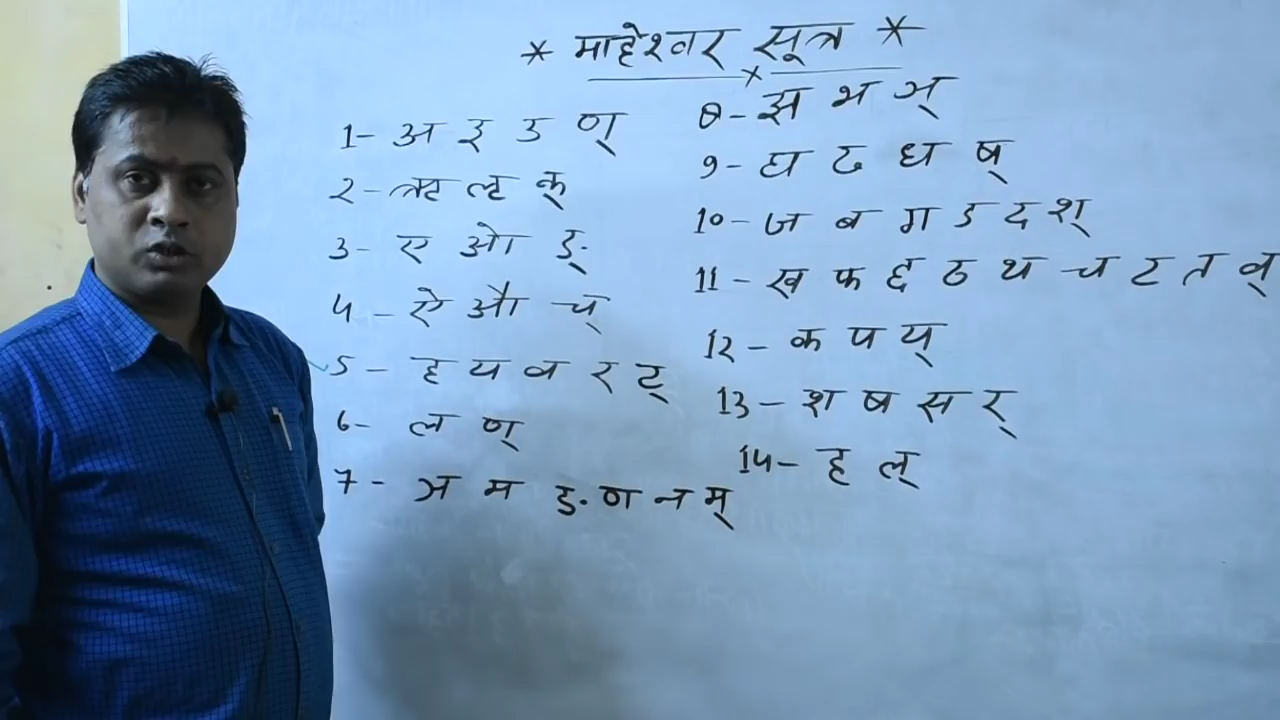 * माहेश्वर सूत्र *
1- अ इ उ ण्
2- ऋ ऌ क्
3- ए ओ ङ्
4 - ऐ औ च्
5 - ह य व र ट्
6- ल ण्
7 - ञ म ङ ण न म्
8- झ भ ञ्
9- घ ढ ध ष्
10- ज ब ग ड द श्
11 - ख फ छ ठ थ च ट त व्
12 - क प य्
13 - श ष स र्
14- ह ल्